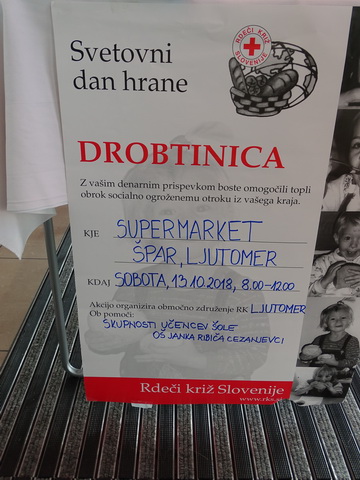 Svetovni
dan hrane
RDEČI KRIŽ
SLOVENIJE
DROBTINICA
Z vašim denarnim prispevkom boste omogočili topli
obrok socialno ogroženemu otroku iz vašega kraja.
KJE SUPERMARKET
ŠPAR, LJUTOMER
KDAJ SOBOTA, 13.10.2018, 8.00-12.00
Akcijo organizira območno združenje RK LJUTOMER
Ob pomoči:
SKUPNOSTI UČENCEV ŠOLE
OŠ JANKA RIBIČA CEZANJEVCI
Rdeči križ Slovenije
www.rks.si